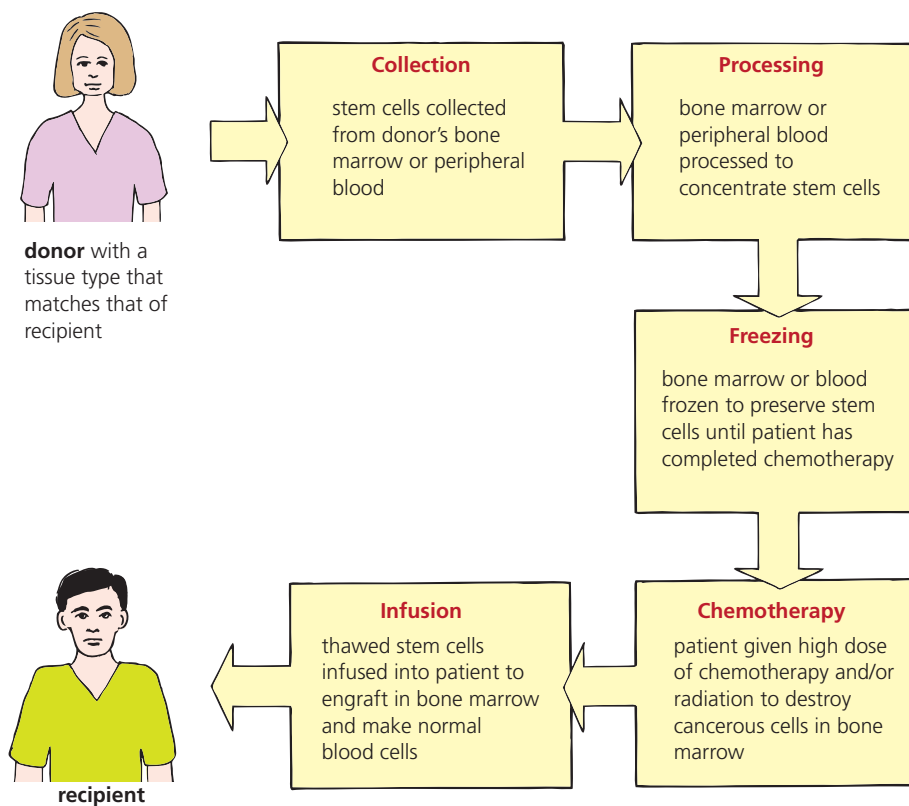 donor with a
tissue type that
matches that of
recipient
Collection
stem cells collected
from donor's bone
marrow or peripheral
blood
Processing
bone marrow or
peripheral blood
processed to
concentrate stem cells
Freezing
bone marrow or blood
frozen to preserve stem
cells until patient has
completed chemotherapy
Chemotherapy
patient given high dose
of chemotherapy and/or
radiation to destroy
cancerous cells in bone
marrow
Infusion
thawed stem cells
infused into patient to
engraft in bone marrow
and make normal
blood cells
recipient